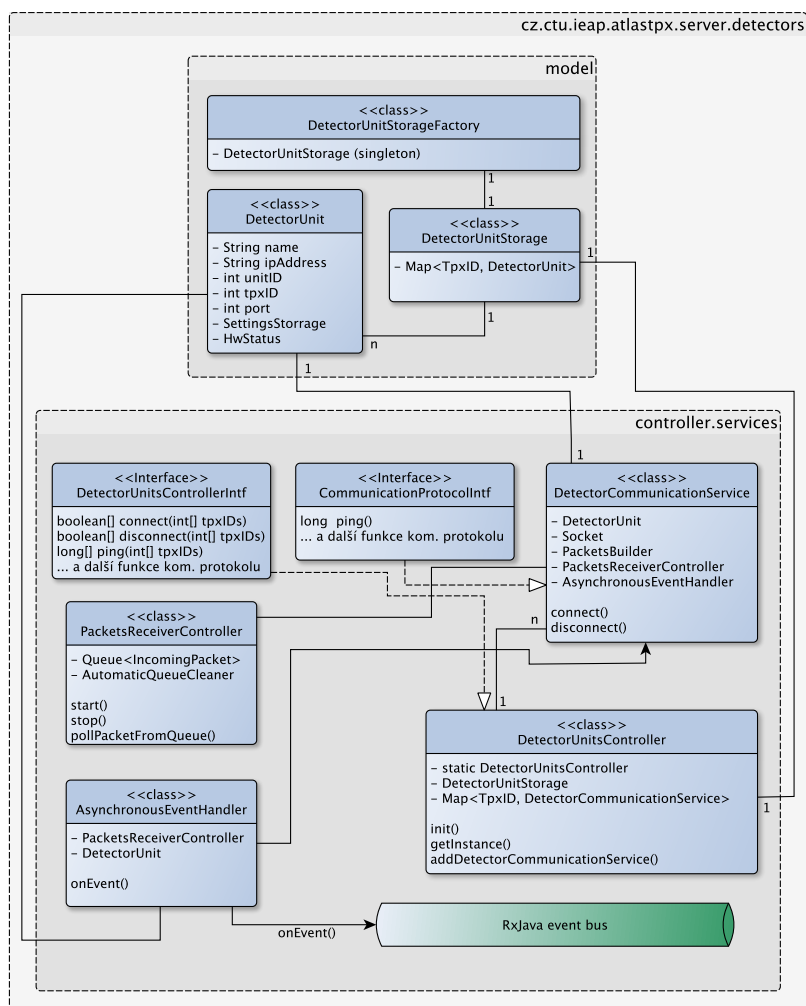 cz.ctu.ieap.atlastpx.server.detectors
model
<<class>>
DetectorUnitStorageFactory
– DetectorUnitStorage (singleton)
1
1
<<class>>
DetectorUnit
– String name
– String ipAddress
– int unitID
– int tpxID
– int port
– SettingsStorrage
– HwStatus
<<class>>
DetectorUnitStorage
– Map<TpxID, DetectorUnit>
1
1
n
1
controller.services
1
<<Interface>>
DetectorUnitsControllerIntf
boolean[] connect(int[] tpxIDs)
boolean[] disconnect(int[] tpxIDs)
long[] ping(int[] tpxIDs)
... a další funkce kom. protokolu
<<Interface>>
CommunicationProtocolIntf
long  ping()
... a další funkce kom. protokolu
<<class>>
DetectorCommunicationService
– DetectorUnit
– Socket
– PacketsBuilder
– PacketsReceiverController
– AsynchronousEventHandler
connect()
disconnect()
n
1
<<class>>
PacketsReceiverController
– Queue<IncomingPacket>
– AutomaticQueueCleaner
start()
stop()
pollPacketFromQueue()
<<class>>
DetectorUnitsController
– static DetectorUnitsController
– DetectorUnitStorage
– Map<TpxID, DetectorCommunicationService>
init()
getInstance()
addDetectorCommunicationService()
1
<<class>>
AsynchronousEventHandler
– PacketsReceiverController
– DetectorUnit
onEvent()
onEvent()
RxJava event bus